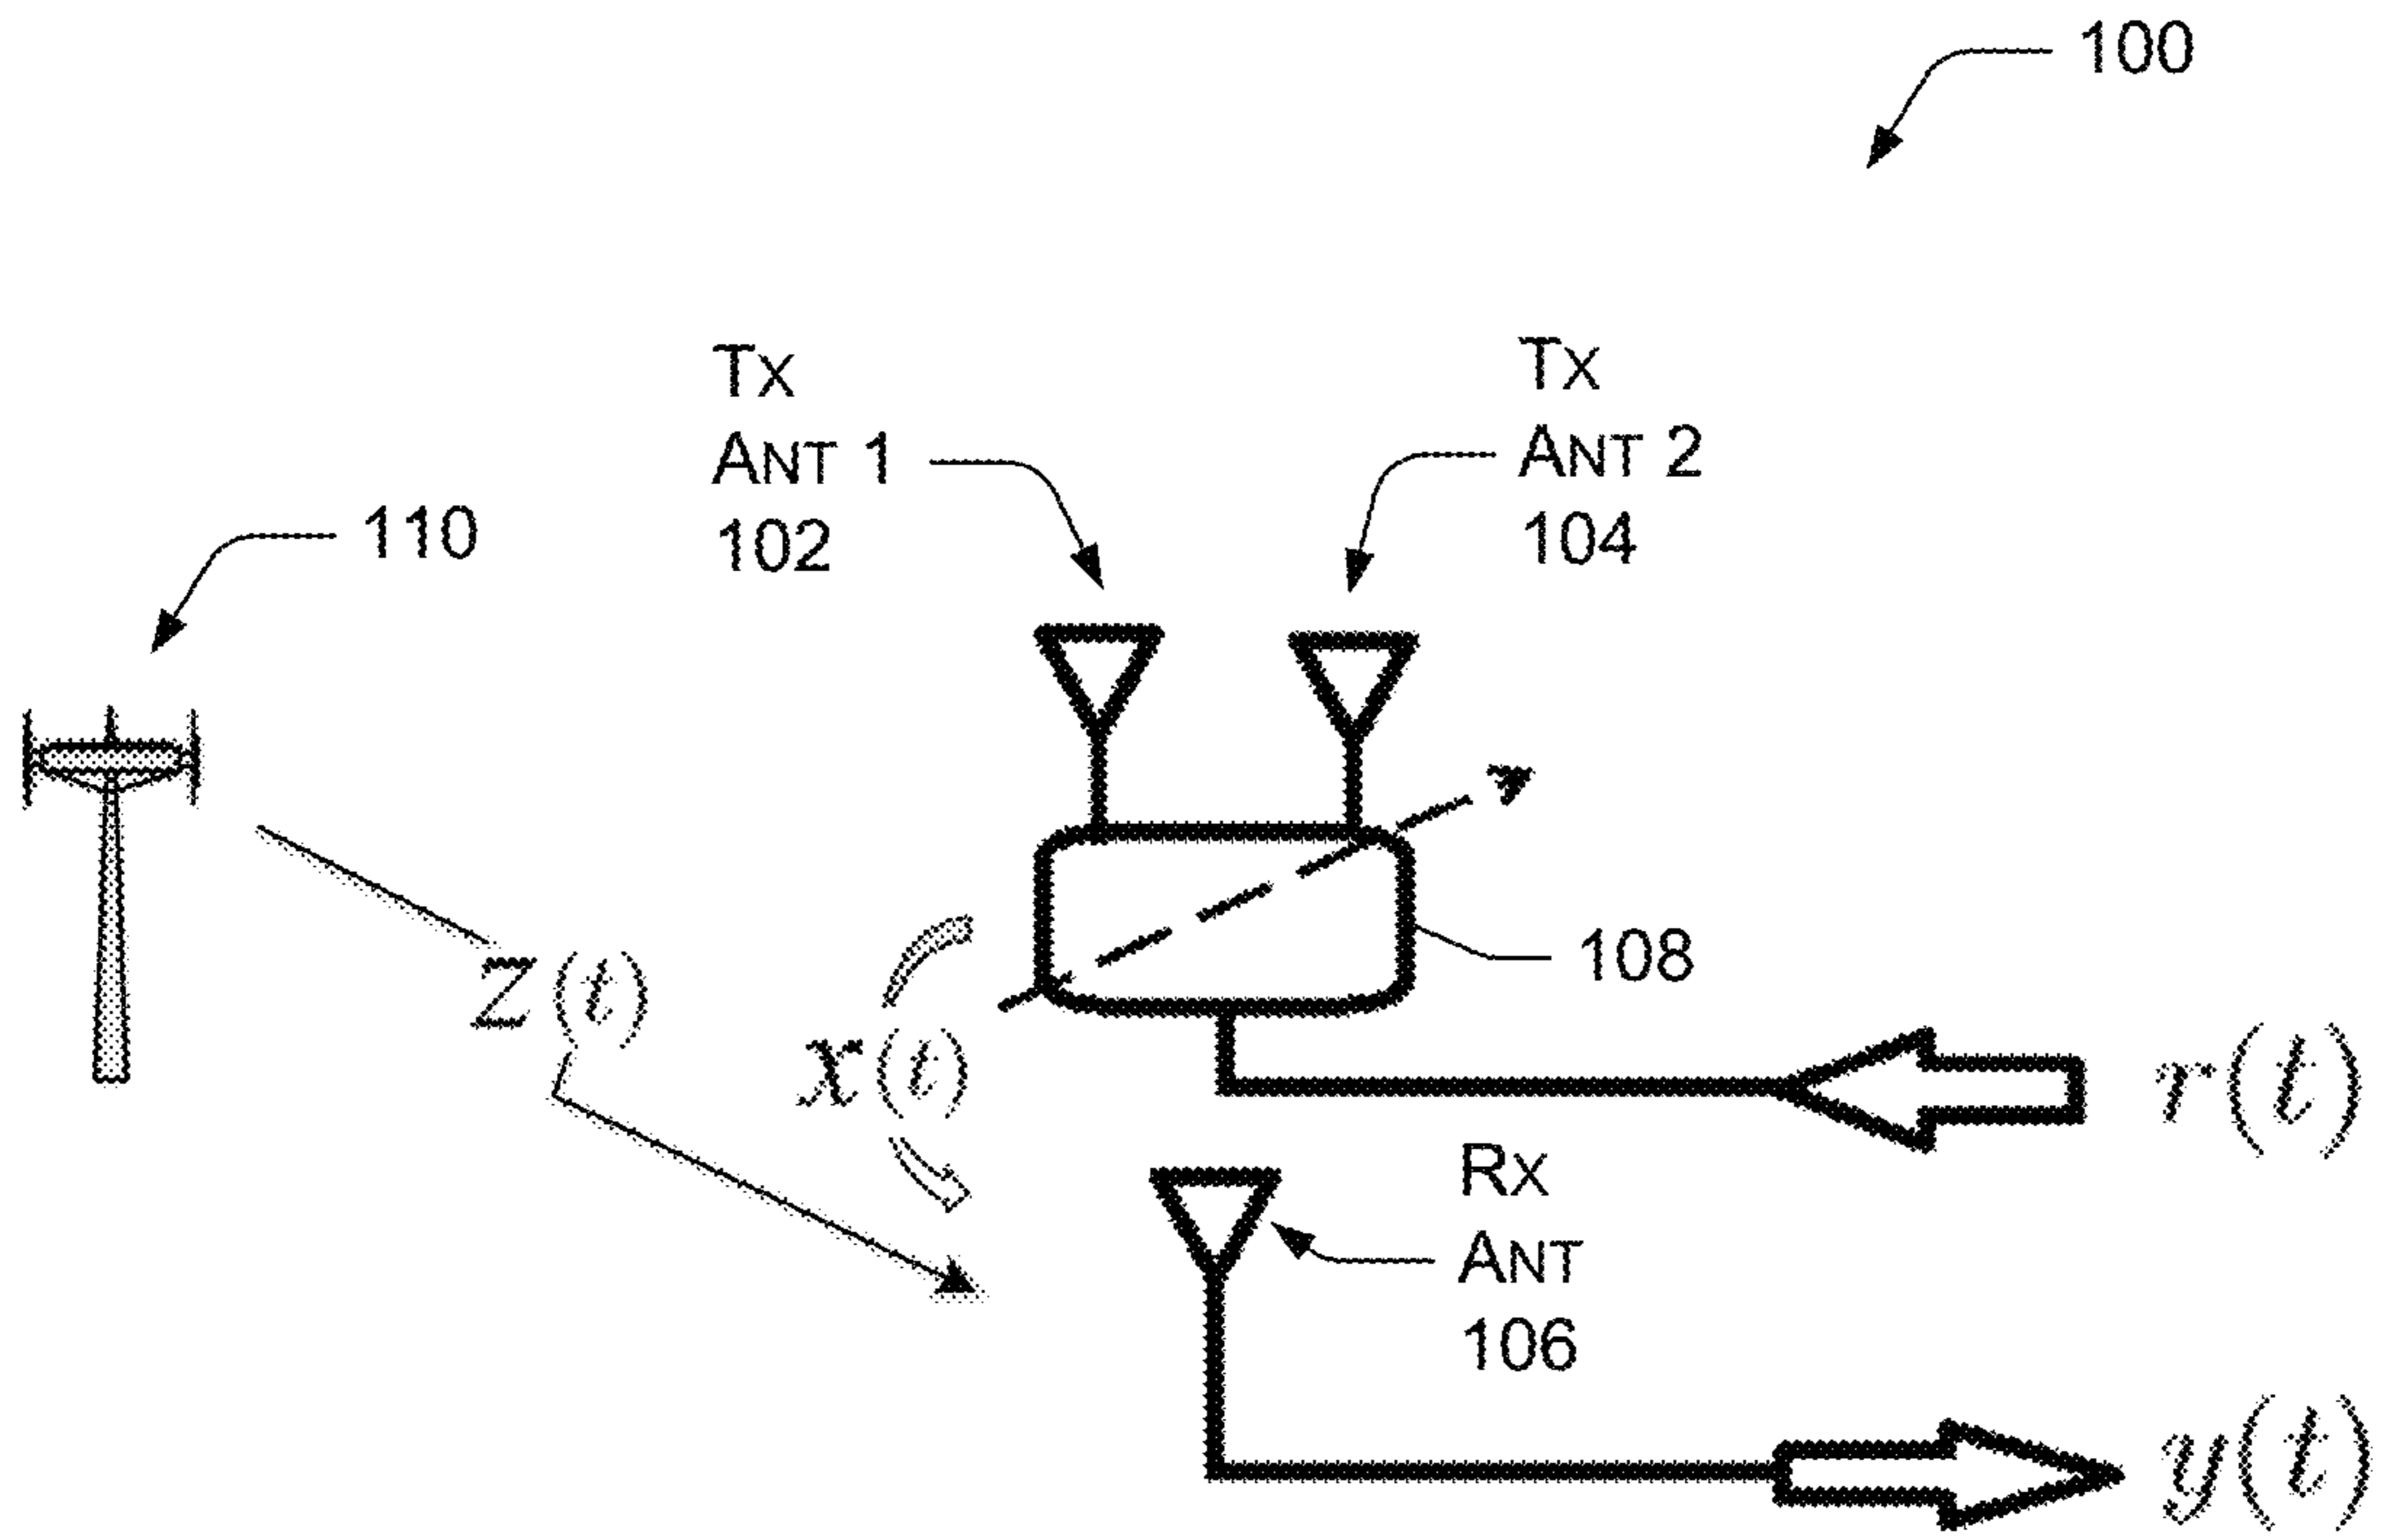 100
Tx
Ant 1
102
Tx
Ant 2
104
110
108
Z(t)
x(t)
r(t)
Rx
Ant
106
y(t)